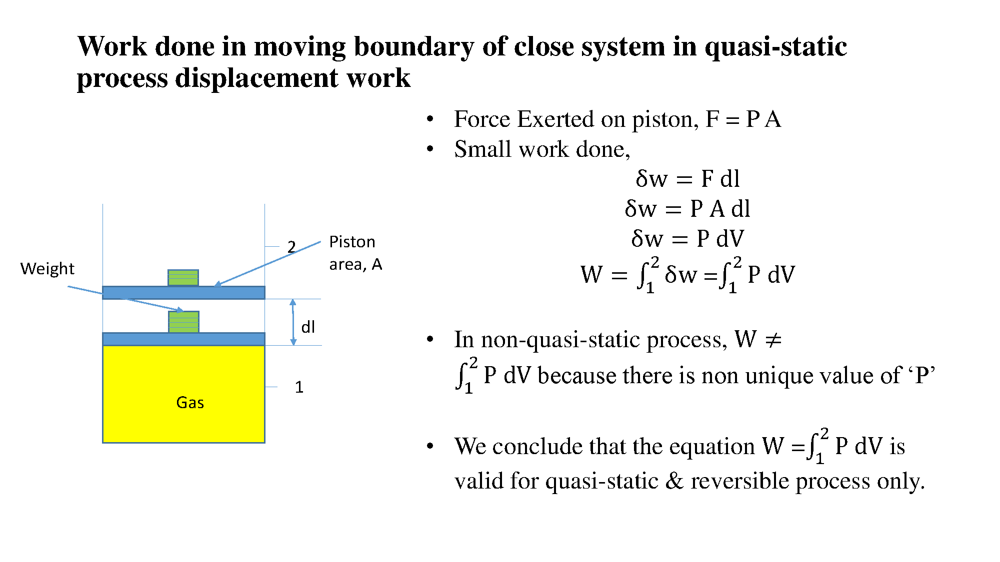 Work done in moving boundary of close system in quasi-static
process displacement work
• Force Exerted on piston, F = P A
• Small work done,
δw = F dl
δw = P A dl
δw = P dV
W = ∫₁² δw =∫₁² P dV
• In non-quasi-static process, W ≠
∫₁² P dV because there is non unique value of ‘P’
• We conclude that the equation W =∫₁² P dV is
valid for quasi-static & reversible process only.
2
Piston
area, A
Weight
dl
1
Gas